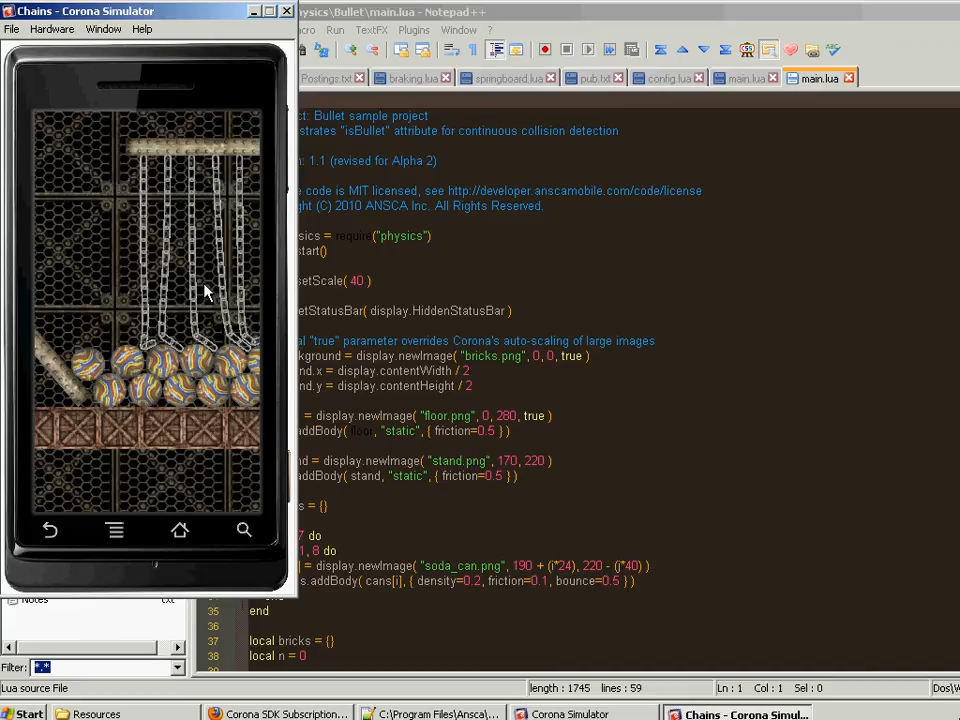 Chains - Corona Simulator
ysics\Bullet\main.lua - Notepad++
File Hardware Window Help
Run TextFX Plugins Window ?
Postings.txt braking.lua springboard.lua pub.txt config.lua main.lua main.lua
ct: Bullet sample project
strates "isBullet" attribute for continuous collision detection
: 1.1 (revised for Alpha 2)
code is MIT licensed, see http://developer.anscamobile.com/code/license
ht (C) 2010 ANSCA Inc. All Rights Reserved.
sics = require("physics")
start()
setScale( 40 )
etStatusBar( display.HiddenStatusBar )
al "true" parameter overrides Corona's autoscaling of large images
kground = display.newImage( "bricks.png", 0, 0, true )
nd.x = display.contentWidth / 2
nd.y = display.contentHeight / 2
= display.newImage( "floor.png", 0, 280, true )
addBody( floor, "static", { friction=0.5 } )
nd = display.newImage( "stand.png", 170, 220 )
addBody( stand, "static", { friction=0.5 } )
s = {}
7 do
1, 8 do
] = display.newImage( "soda_can.png", 190 + (i*24), 220 - (j*40) )
s.addBody( cans[i], { density=0.2, friction=0.1, bounce=0.5 } )
Notes txt
35 end
36
37 local bricks = {}
38 local n = 0
Filter: *.*
Lua source File length : 1745 lines : 59 Ln : 1 Col : 1 Sel : 0 Dos\W
Start Resources Corona SDK Subscription... C:\Program Files\Ansca\... Corona Simulator Chains - Corona Simul...